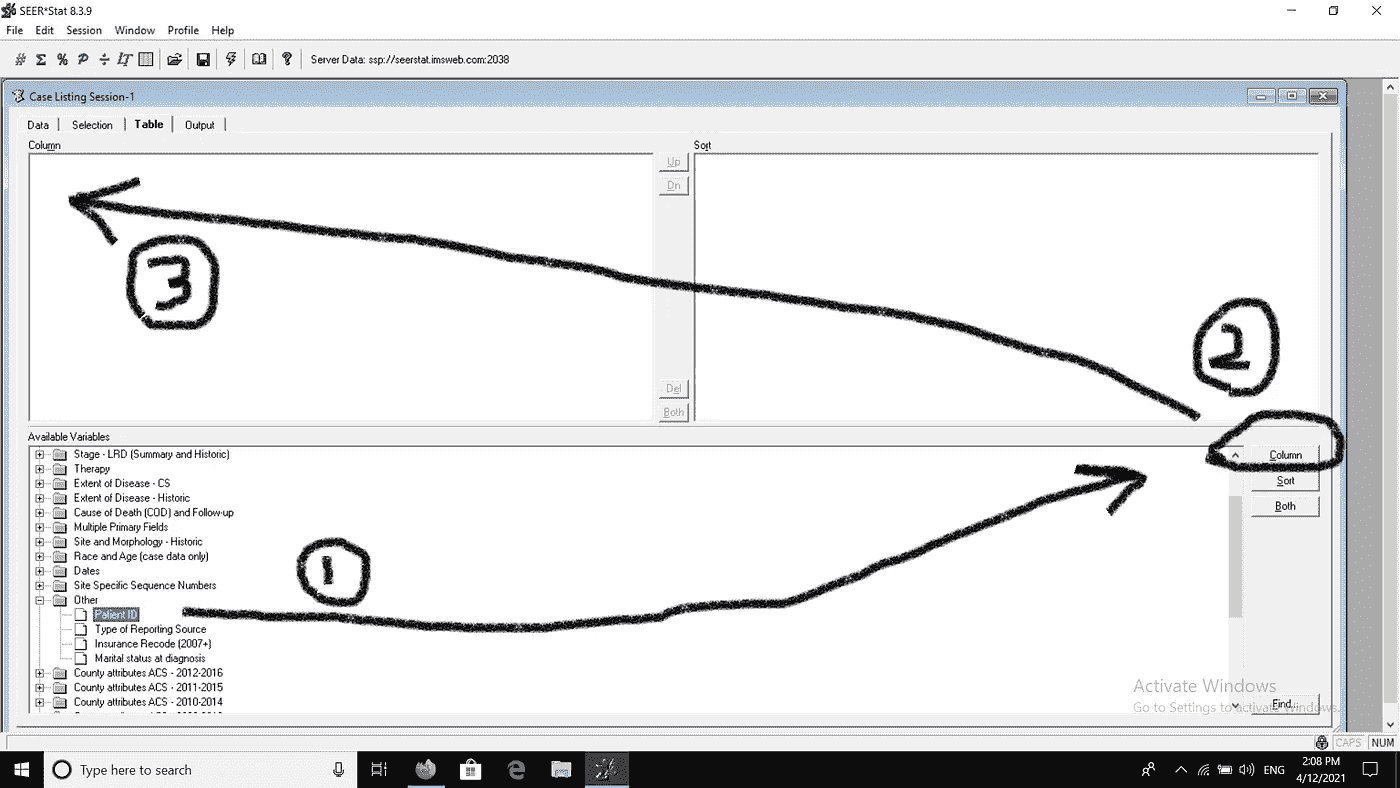 SEER*Stat 8.3.9
File Edit Session Window Profile Help
# Σ % P ÷ LT ? Server Data: ssp://seerstat.imsweb.com:2038
Case Listing Session-1
Data Selection Table Output
Column Up Sort
Dn
3
2
Del
Both
Available Variables
Stage - LRD (Summary and Historic) Column
Therapy
Extent of Disease - CS Sort
Extent of Disease - Historic
Cause of Death (COD) and Follow-up Both
Multiple Primary Fields
Site and Morphology - Historic
Race and Age (case data only)
1
Dates
Site Specific Sequence Numbers
Other
Patient ID
Type of Reporting Source
Insurance Recode (2007+)
Marital status at diagnosis
County attributes ACS - 2012-2016
County attributes ACS - 2011-2015 Activate Windows
County attributes ACS - 2010-2014 Go to Settings to activate Windows. Find...
CAPS NUM
Type here to search ENG 2:08 PM
4/12/2021